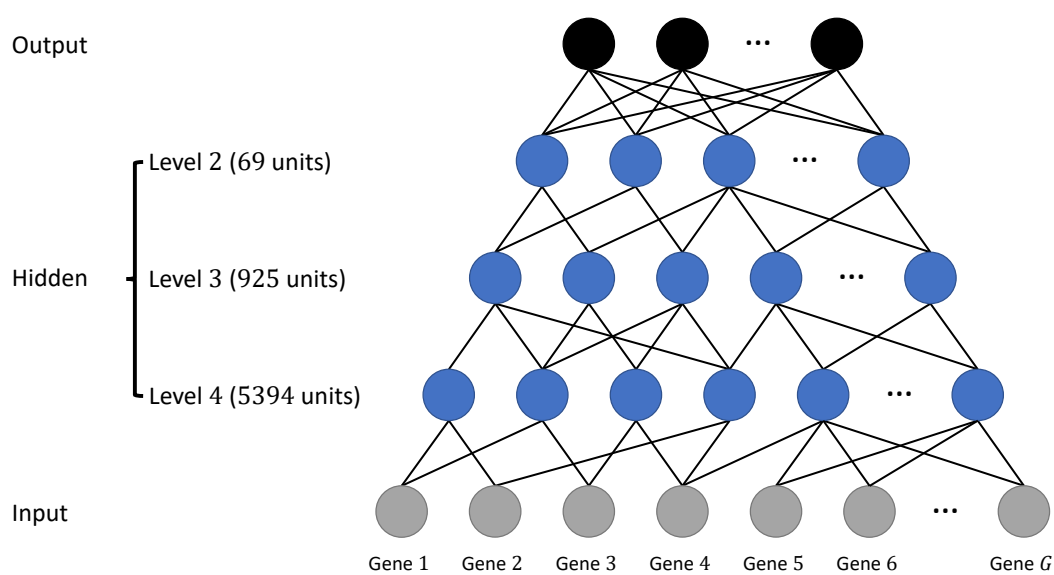 Output
...
Level 2 (69 units)
...
Hidden
Level 3 (925 units)
...
Level 4 (5394 units)
...
Input
...
Gene 1 Gene 2 Gene 3 Gene 4 Gene 5 Gene 6 Gene G